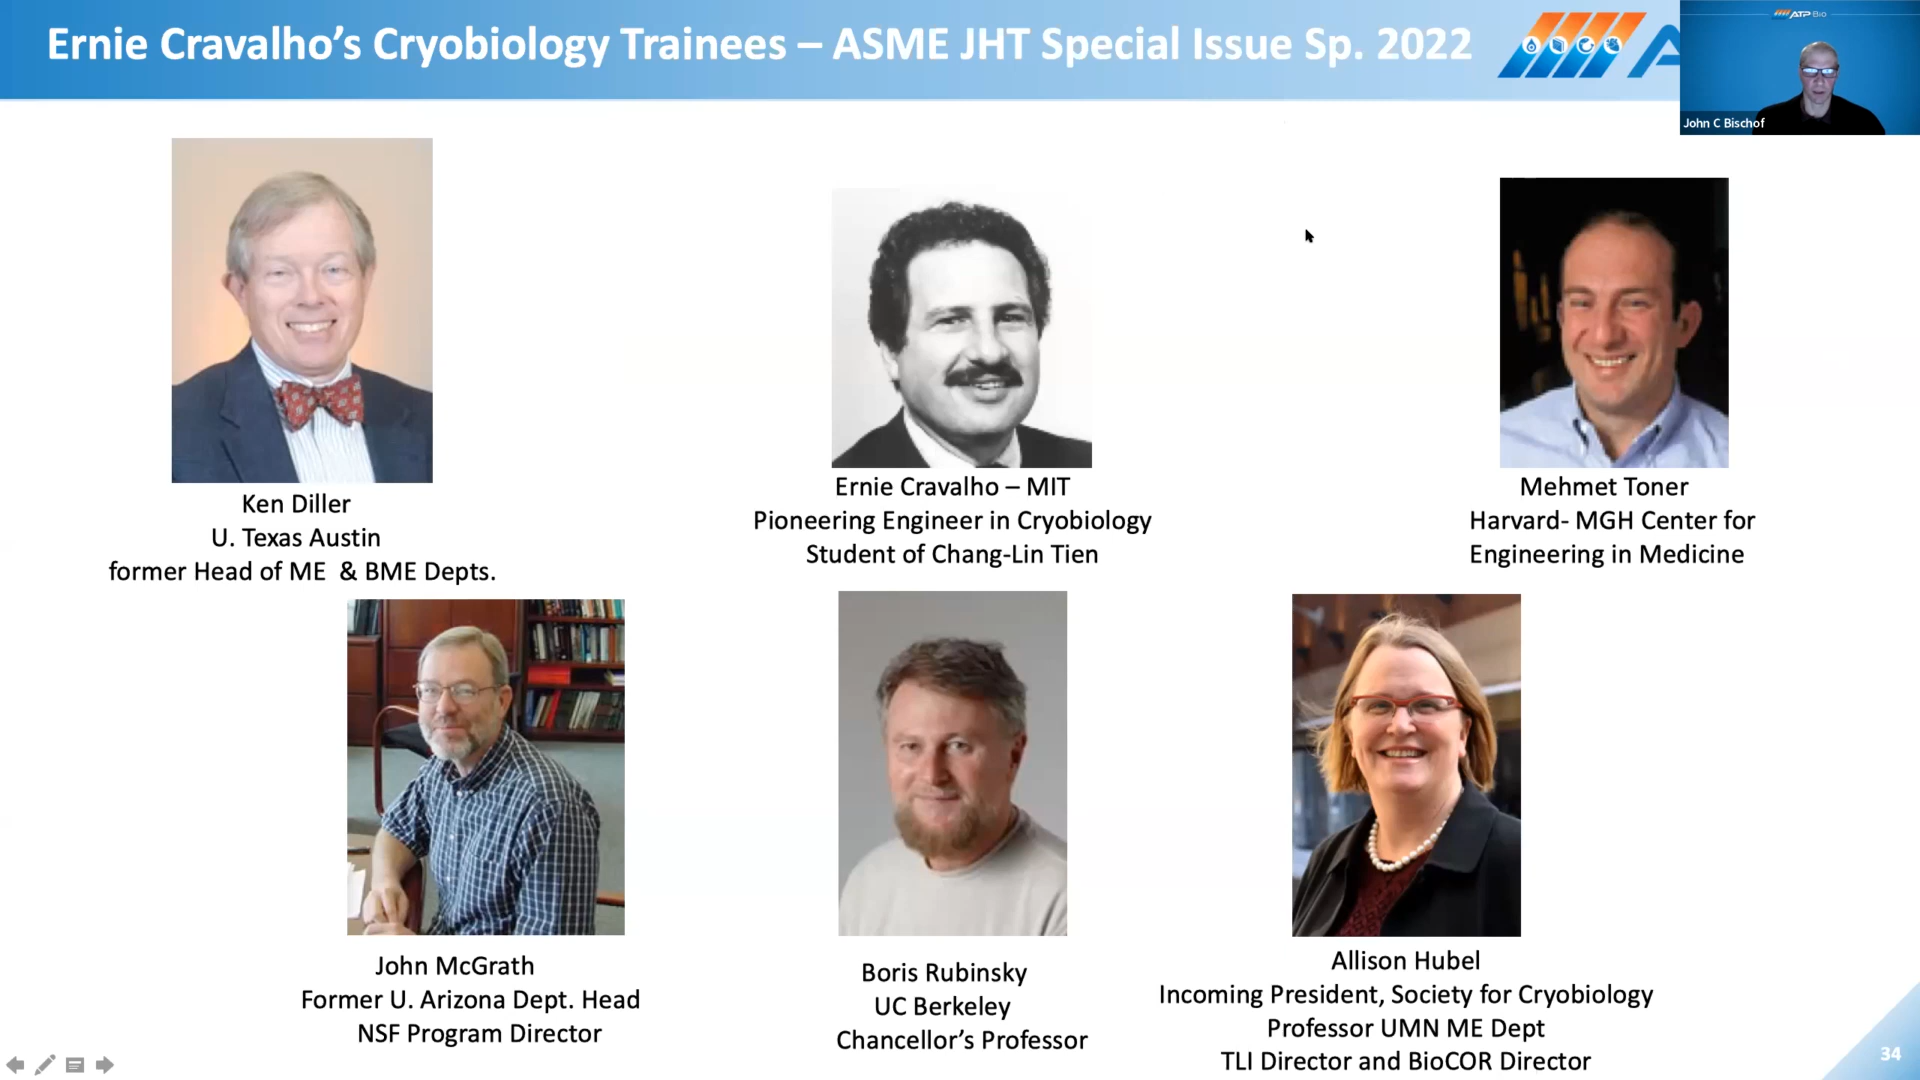 Ernie Cravalho’s Cryobiology Trainees – ASME JHT Special Issue Sp. 2022
ATP Bio
John C Bischof
Ken Diller
U. Texas Austin
former Head of ME & BME Depts.
Ernie Cravalho – MIT
Pioneering Engineer in Cryobiology
Student of Chang-Lin Tien
Mehmet Toner
Harvard- MGH Center for
Engineering in Medicine
John McGrath
Former U. Arizona Dept. Head
NSF Program Director
Boris Rubinsky
UC Berkeley
Chancellor’s Professor
Allison Hubel
Incoming President, Society for Cryobiology
Professor UMN ME Dept
TLI Director and BioCOR Director
34